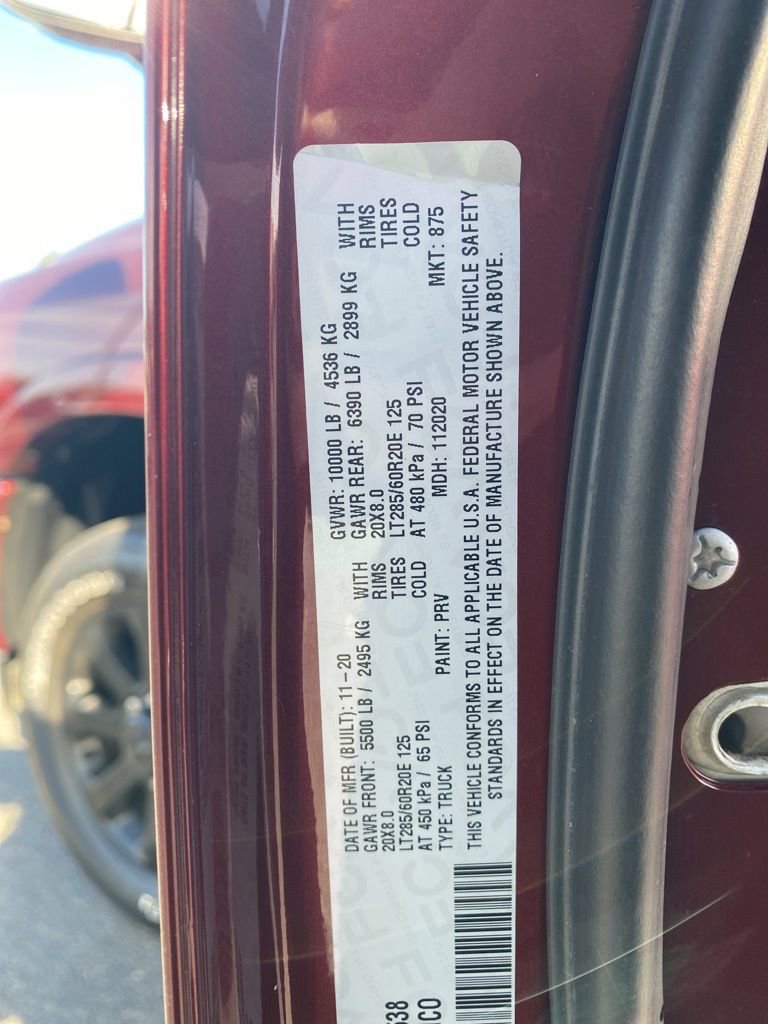 DATE OF MFR (BUILT): 11-20 GVWR: 10000 LB / 4536 KG
GAWR FRONT: 5500 LB / 2495 KG WITH GAWR REAR: 6390 LB / 2899 KG WITH
20X8.0 RIMS 20X8.0 RIMS
LT285/60R20E 125 TIRES LT285/60R20E 125 TIRES
AT 450 kPa / 65 PSI COLD AT 480 kPa / 70 PSI COLD
TYPE: TRUCK PAINT: PRV MDH: 112020 MKT: 875
THIS VEHICLE CONFORMS TO ALL APPLICABLE U.S.A. FEDERAL MOTOR VEHICLE SAFETY
STANDARDS IN EFFECT ON THE DATE OF MANUFACTURE SHOWN ABOVE.